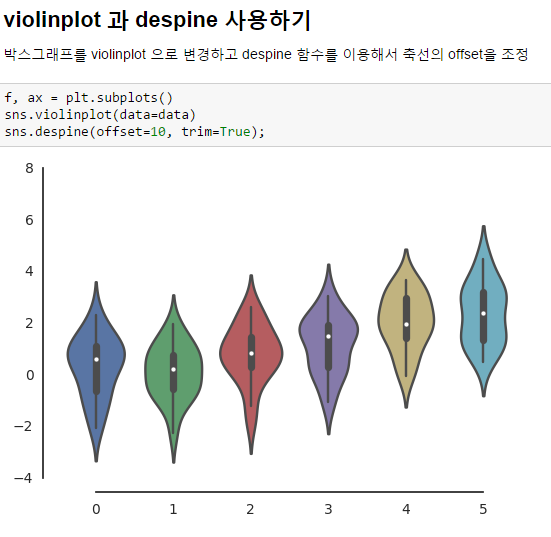 violinplot 과 despine 사용하기
박스그래프를 violinplot 으로 변경하고 despine 함수를 이용해서 축선의 offset을 조정
f, ax = plt.subplots()
sns.violinplot(data=data)
sns.despine(offset=10, trim=True);
8
6
4
2
0
−2
−4
0 1 2 3 4 5